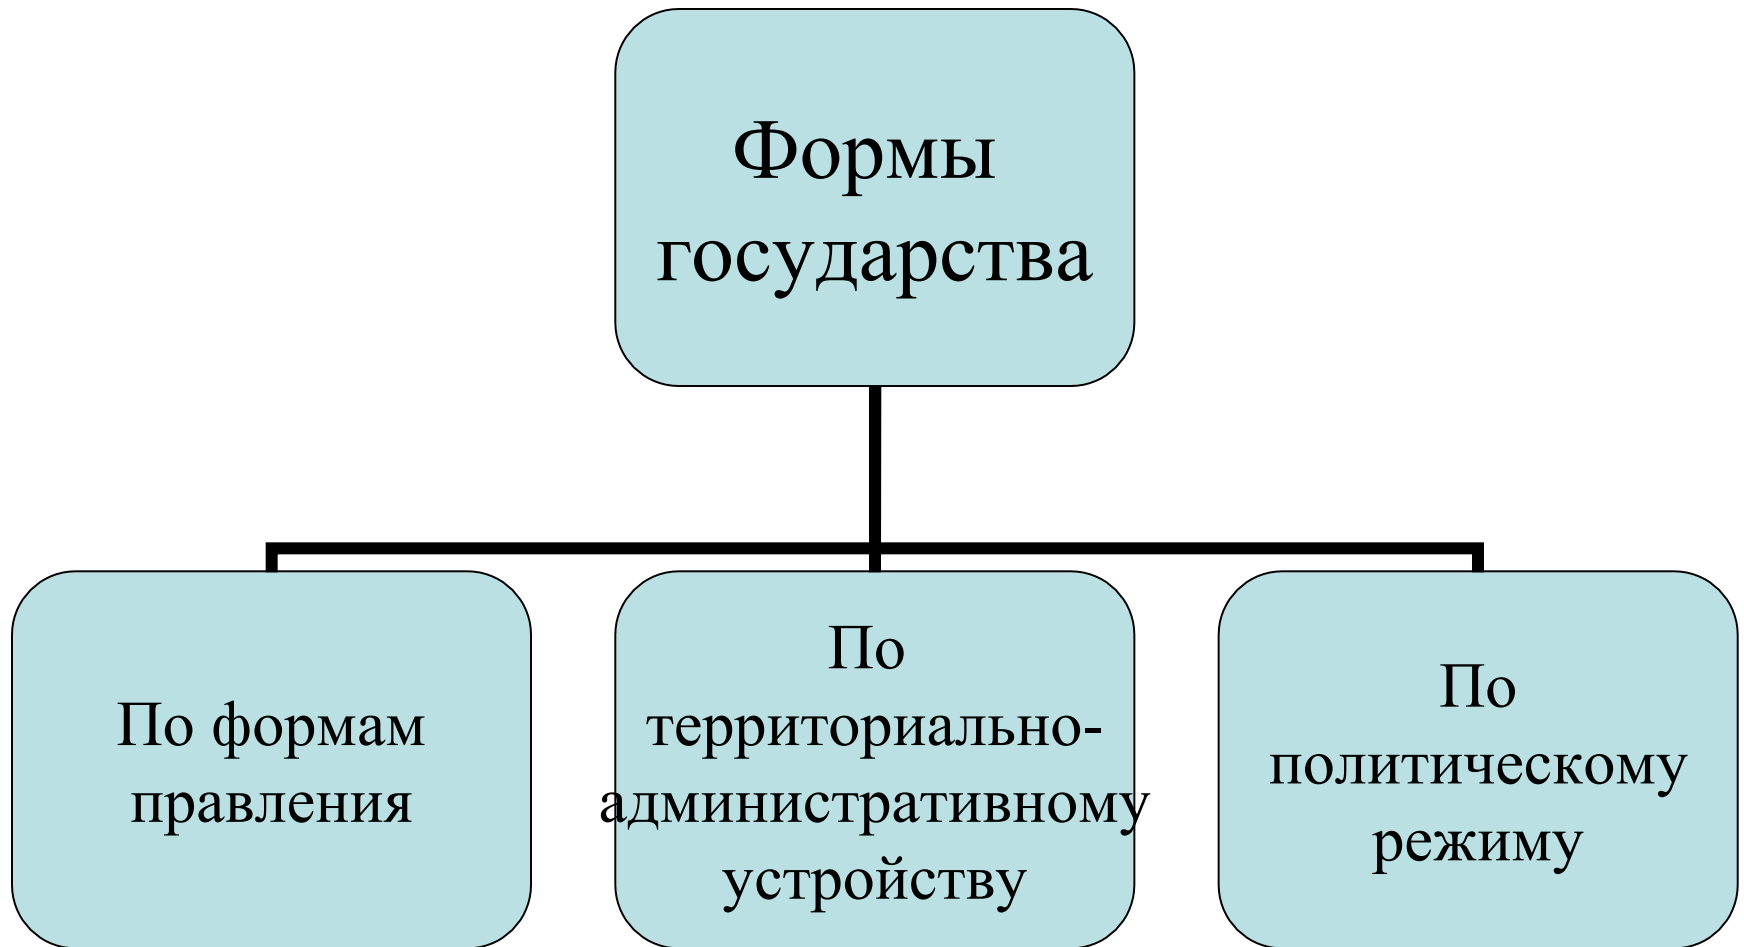 Формы
государства
По формам
правления
По
территориально-
административному
устройству
По
политическому
режиму